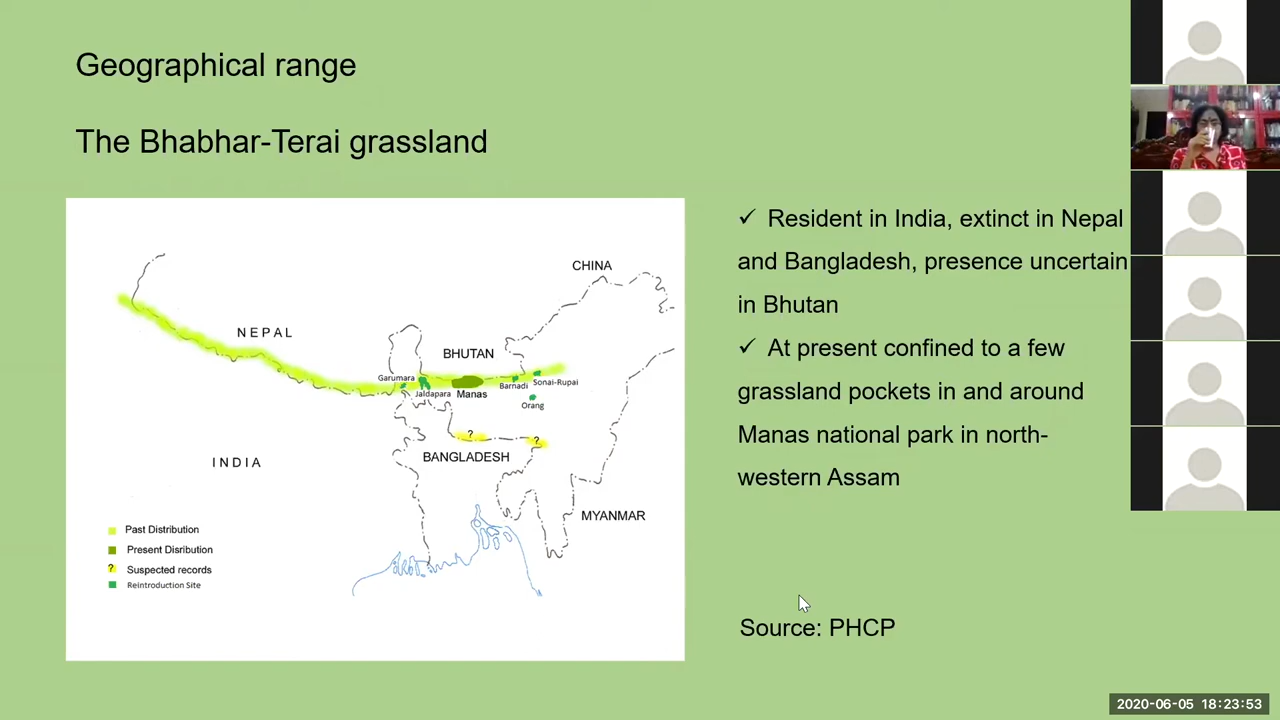 Geographical range
The Bhabhar-Terai grassland
CHINA
NEPAL
BHUTAN
Garumara
Jaldapara
Manas
Barnadi
Sonai-Rupai
Orang
?
?
BANGLADESH
INDIA
MYANMAR
Past Distribution
Present Disribution
? Suspected records
Reintroduction Site
✓ Resident in India, extinct in Nepal
and Bangladesh, presence uncertain
in Bhutan
✓ At present confined to a few
grassland pockets in and around
Manas national park in north-
western Assam
Source: PHCP
2020-06-05 18:23:53